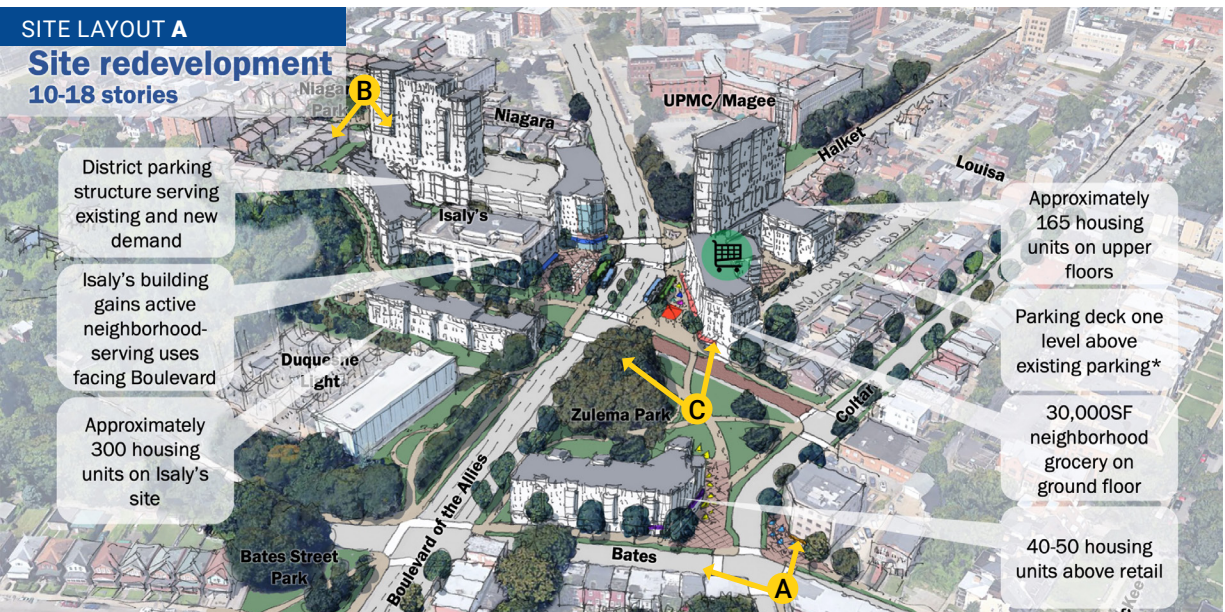 SITE LAYOUT A
Site redevelopment
10-18 stories
Niagara
Park
B
Niagara
UPMC/Magee
Halket
Louisa
District parking
structure serving
existing and new
demand
Isaly's
Approximately
165 housing
units on upper
floors
Isaly's building
gains active
neighborhood-
serving uses
facing Boulevard
Parking deck one
level above
existing parking*
Duquesne
Light
Zulema Park
C
Coltart
Approximately
300 housing
units on Isaly's
site
30,000SF
neighborhood
grocery on
ground floor
Boulevard of the Allies
Bates Street
Park
Bates
A
40-50 housing
units above retail